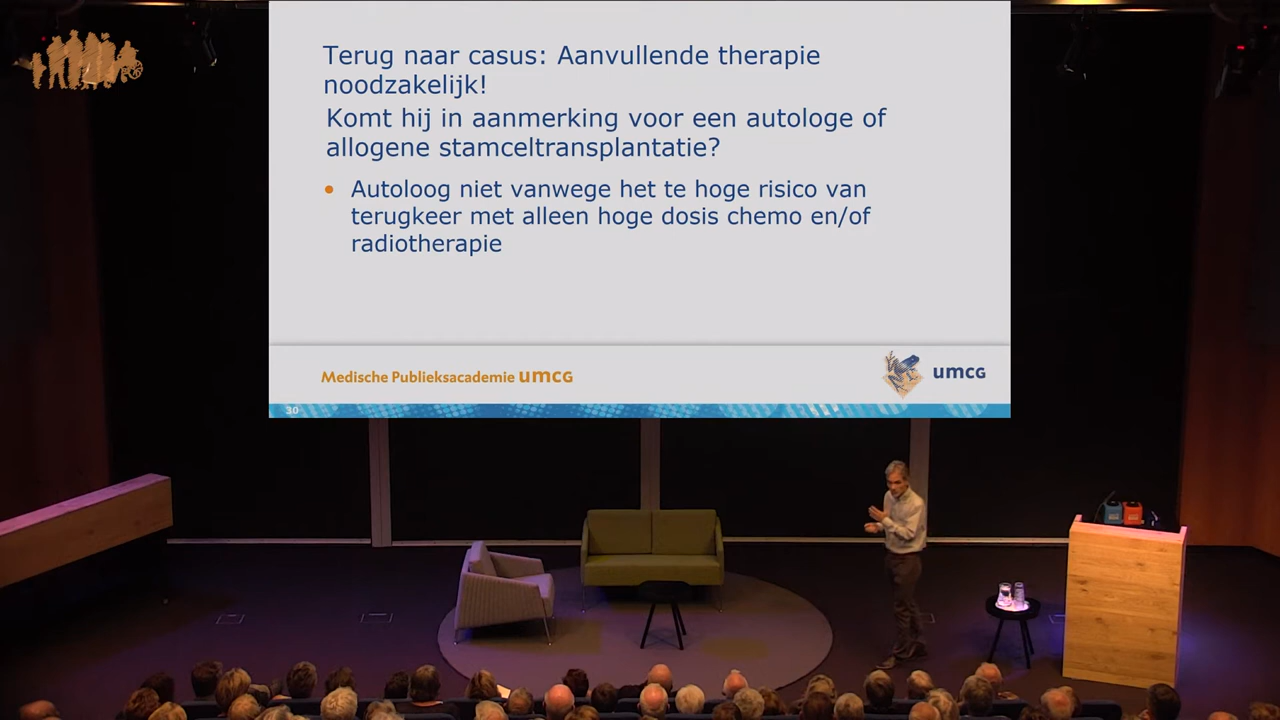 Terug naar casus: Aanvullende therapie
noodzakelijk!
Komt hij in aanmerking voor een autologe of
allogene stamceltransplantatie?
• Autoloog niet vanwege het te hoge risico van
terugkeer met alleen hoge dosis chemo en/of
radiotherapie
Medische Publieksacademie umcg
umcg
30